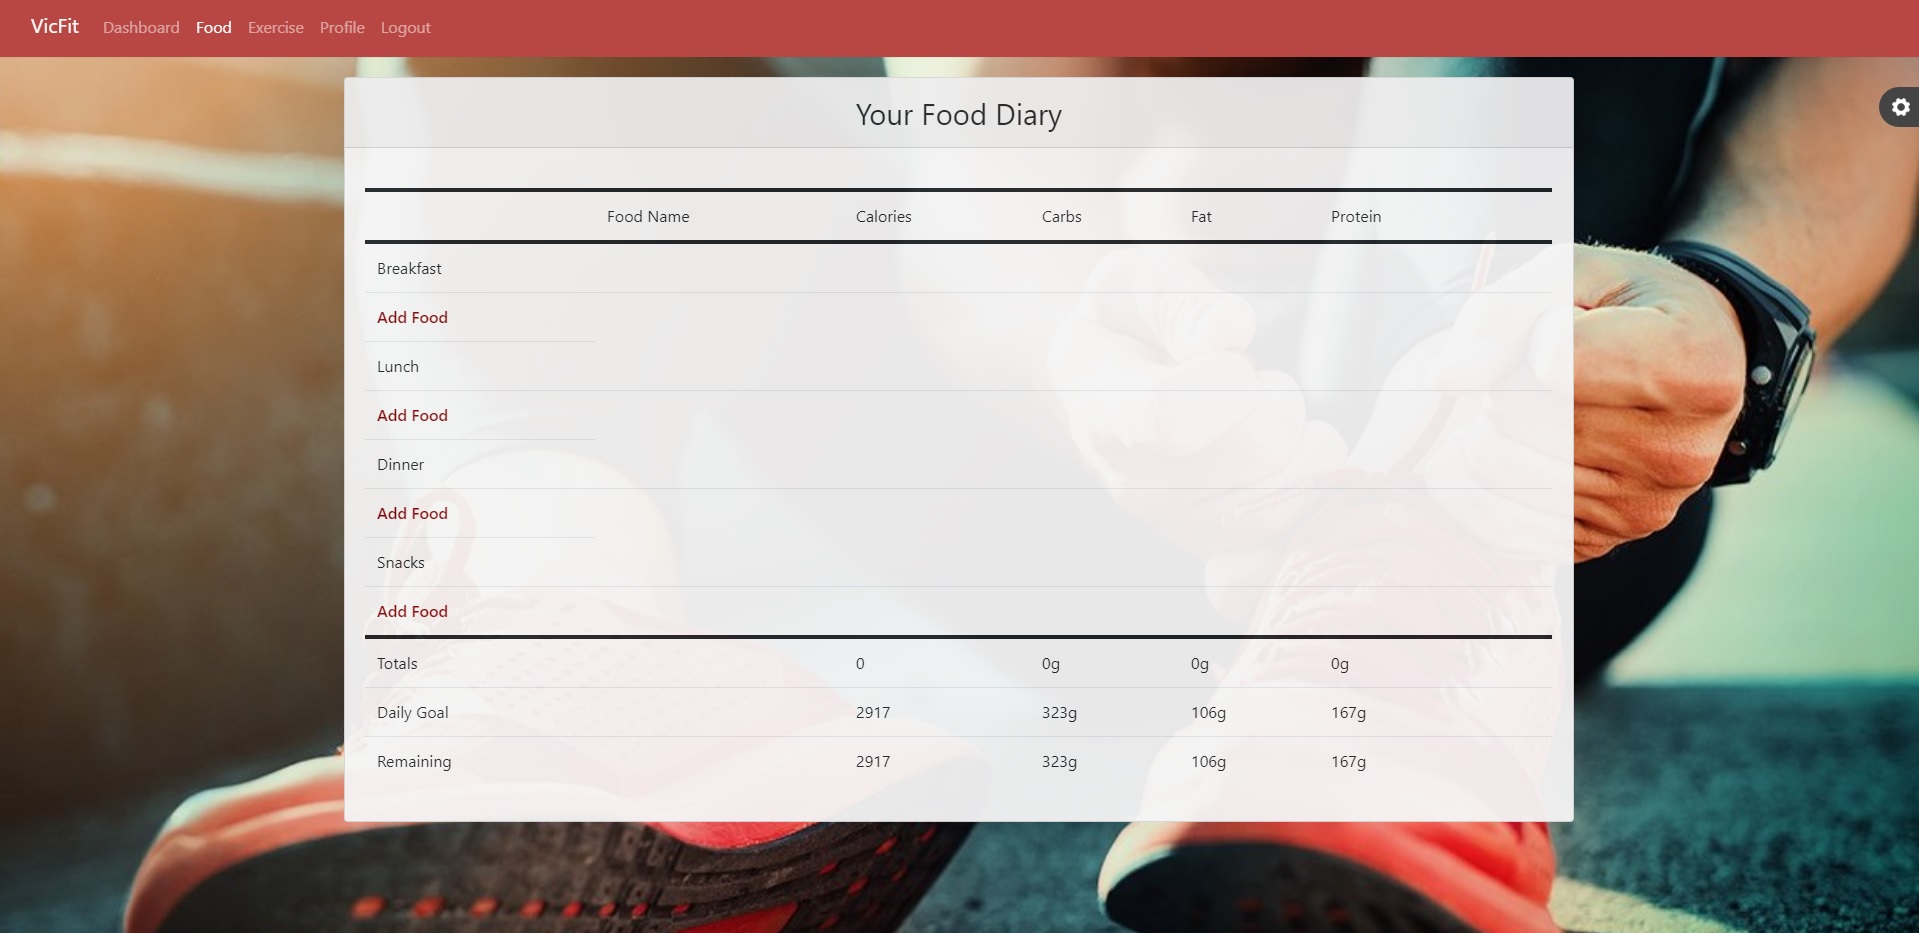 VicFit Dashboard Food Exercise Profile Logout
Your Food Diary
Food Name Calories Carbs Fat Protein
Breakfast
Add Food
Lunch
Add Food
Dinner
Add Food
Snacks
Add Food
Totals 0 0g 0g 0g
Daily Goal 2917 323g 106g 167g
Remaining 2917 323g 106g 167g